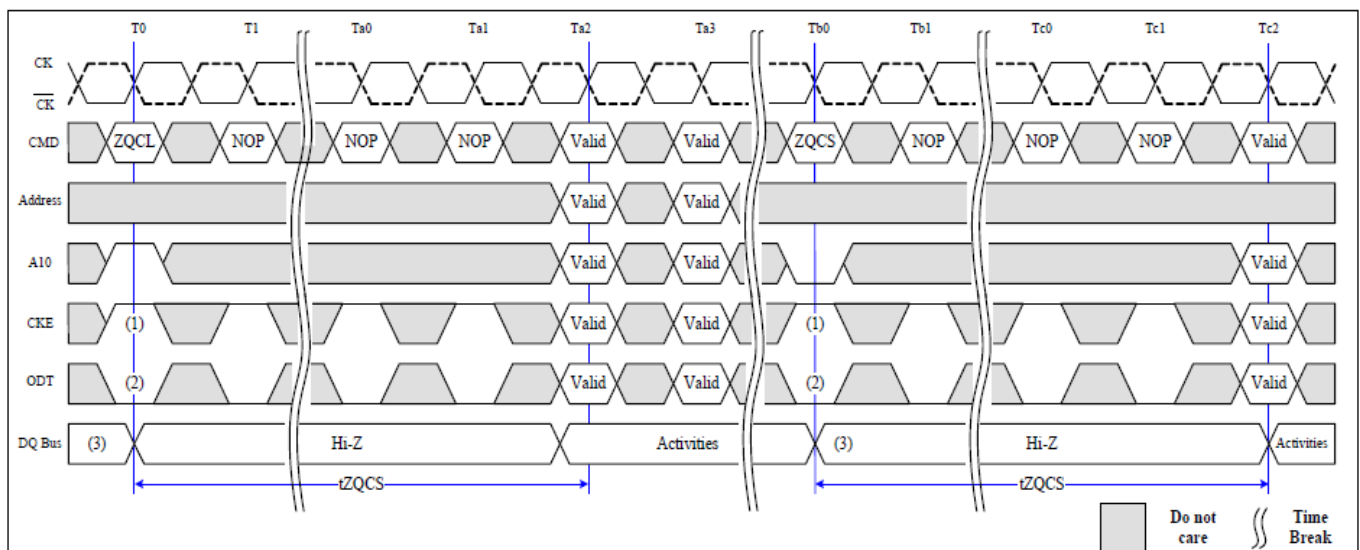 T0 T1 Ta0 Ta1 Ta2 Ta3 Tb0 Tb1 Tc0 Tc1 Tc2
CK
CK
CMD ZQCL NOP NOP NOP Valid Valid ZQCS NOP NOP NOP Valid
Address Valid Valid
A10 Valid Valid Valid
CKE (1) Valid Valid (1) Valid
ODT (2) Valid Valid (2) Valid
DQ Bus (3) Hi-Z Activities (3) Hi-Z Activities
tZQCS tZQCS
Do not care
Time Break